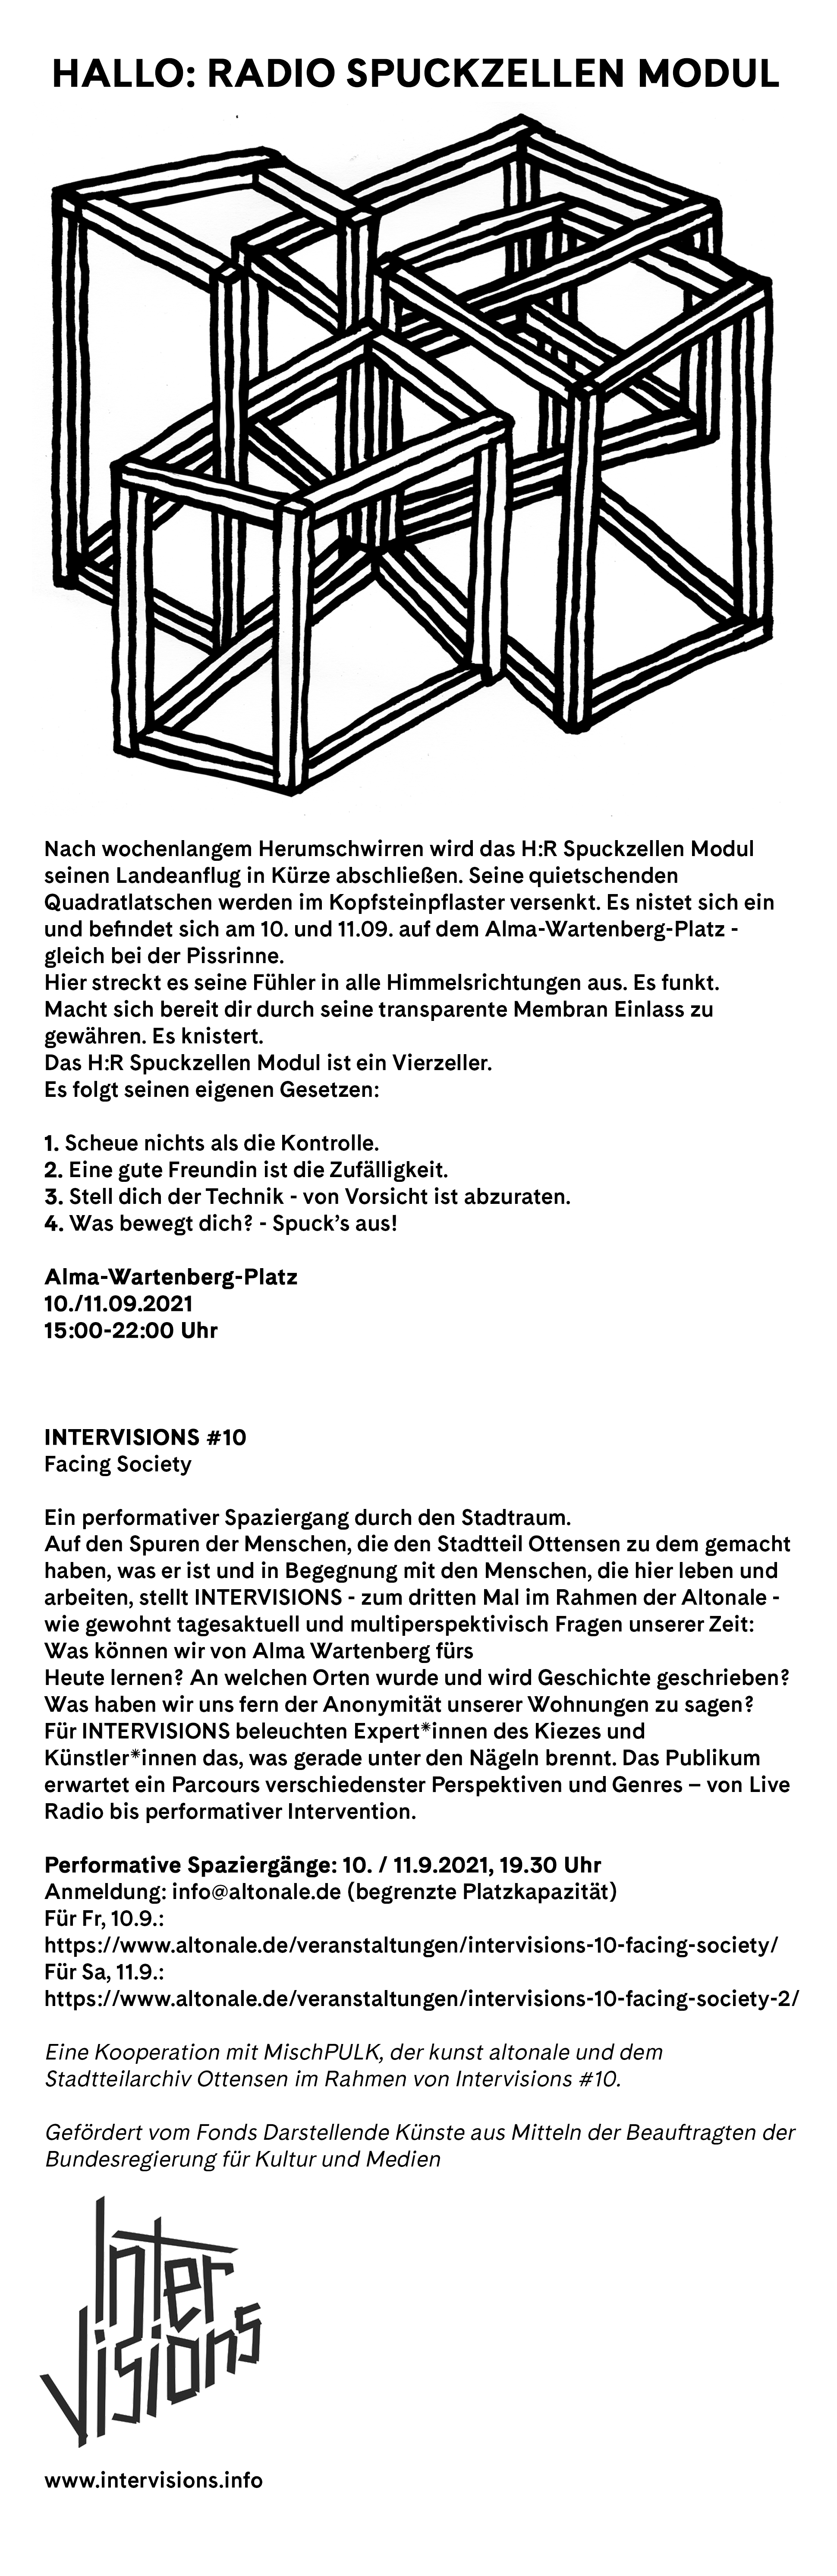 HALLO: RADIO SPUCKZELLEN MODUL
Nach wochenlangem Herumschwirren wird das H:R Spuckzellen Modul
seinen Landeanflug in Kürze abschließen. Seine quietschenden
Quadratlatschen werden im Kopfsteinpflaster versenkt. Es nistet sich ein
und befindet sich am 10. und 11.09. auf dem Alma-Wartenberg-Platz -
gleich bei der Pissrinne.
Hier streckt es seine Fühler in alle Himmelsrichtungen aus. Es funkt.
Macht sich bereit dir durch seine transparente Membran Einlass zu
gewähren. Es knistert.
Das H:R Spuckzellen Modul ist ein Vierzeller.
Es folgt seinen eigenen Gesetzen:
1. Scheue nichts als die Kontrolle.
2. Eine gute Freundin ist die Zufälligkeit.
3. Stell dich der Technik - von Vorsicht ist abzuraten.
4. Was bewegt dich? - Spuck's aus!
Alma-Wartenberg-Platz
10./11.09.2021
15:00-22:00 Uhr
INTERVISIONS #10
Facing Society
Ein performativer Spaziergang durch den Stadtraum.
Auf den Spuren der Menschen, die den Stadtteil Ottensen zu dem gemacht
haben, was er ist und in Begegnung mit den Menschen, die hier leben und
arbeiten, stellt INTERVISIONS - zum dritten Mal im Rahmen der Altonale -
wie gewohnt tagesaktuell und multiperspektivisch Fragen unserer Zeit:
Was können wir von Alma Wartenberg fürs
Heute lernen? An welchen Orten wurde und wird Geschichte geschrieben?
Was haben wir uns fern der Anonymität unserer Wohnungen zu sagen?
Für INTERVISIONS beleuchten Expert*innen des Kiezes und
Künstler*innen das, was gerade unter den Nägeln brennt. Das Publikum
erwartet ein Parcours verschiedenster Perspektiven und Genres – von Live
Radio bis performativer Intervention.
Performative Spaziergänge: 10. / 11.9.2021, 19.30 Uhr
Anmeldung: info@altonale.de (begrenzte Platzkapazität)
Für Fr, 10.9.:
https://www.altonale.de/veranstaltungen/intervisions-10-facing-society/
Für Sa, 11.9.:
https://www.altonale.de/veranstaltungen/intervisions-10-facing-society-2/
Eine Kooperation mit MischPULK, der kunst altonale und dem
Stadtteilarchiv Ottensen im Rahmen von Intervisions #10.
Gefördert vom Fonds Darstellende Künste aus Mitteln der Beauftragten der
Bundesregierung für Kultur und Medien
Inter
Visions
www.intervisions.info